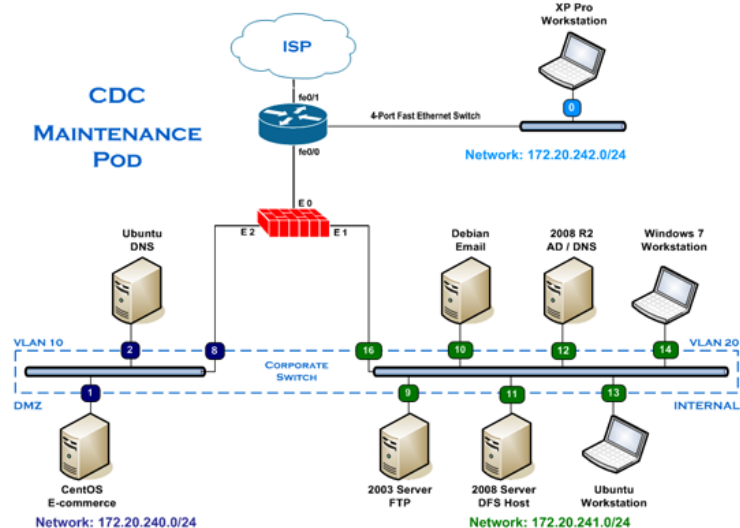 XP Pro
Workstation
ISP
CDC
MAINTENANCE
POD
fe0/1
4-Port Fast Ethernet Switch
0
Network: 172.20.242.0/24
fe0/0
E 0
E 2
E 1
Ubuntu
DNS
Debian
Email
2008 R2
AD / DNS
Windows 7
Workstation
VLAN 10
2
8
16
10
12
14
VLAN 20
CORPORATE
SWITCH
1
9
11
13
DMZ
INTERNAL
CentOS
E-commerce
2003 Server
FTP
2008 Server
DFS Host
Ubuntu
Workstation
Network: 172.20.240.0/24
Network: 172.20.241.0/24